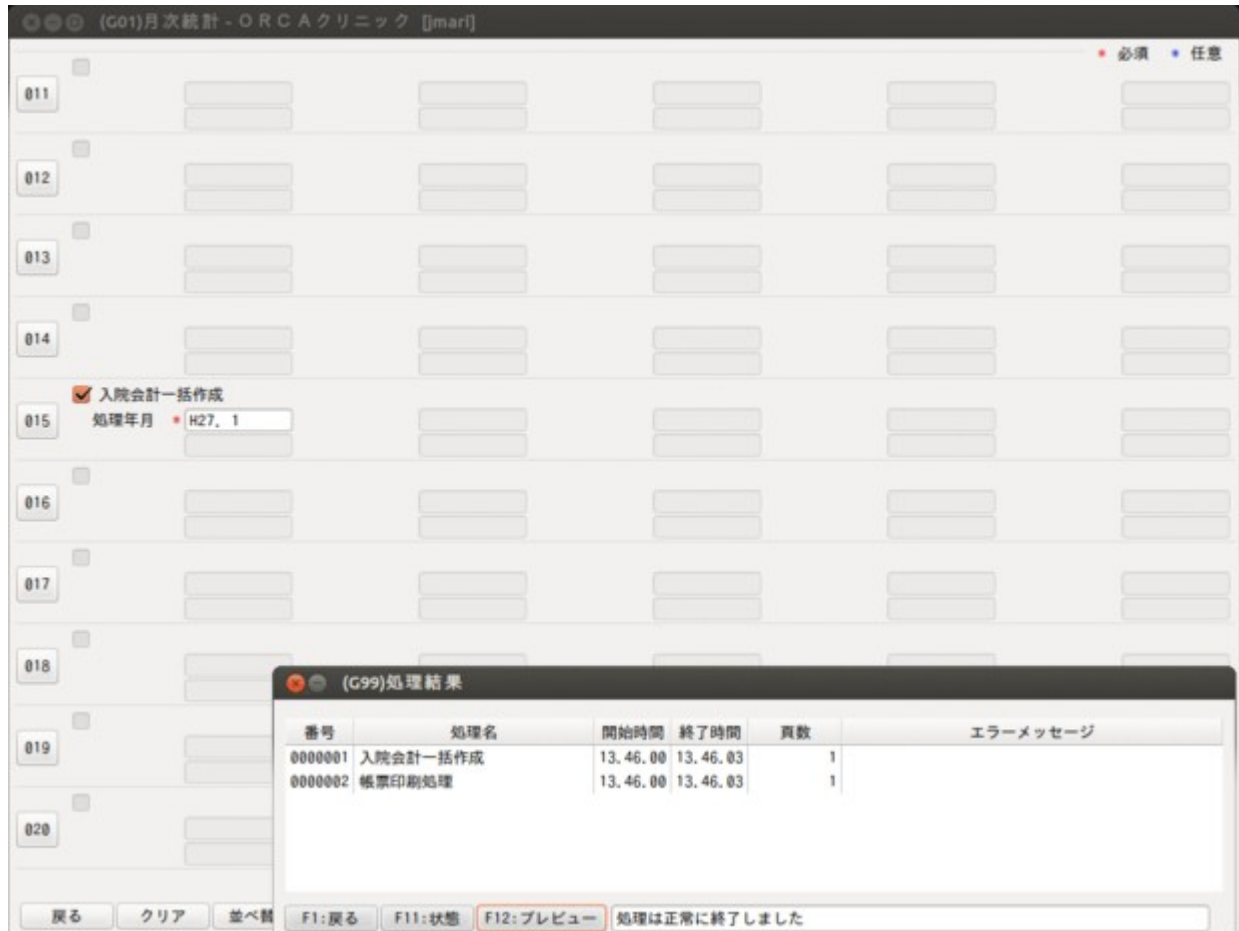 (G01)月次統計 - ORCAクリニック [jmari]
* 必須 * 任意
011
012
013
014
入院会計一括作成
015 処理年月 * H27. 1
016
017
018
(G99)処理結果
番号 処理名 開始時間 終了時間 頁数 エラーメッセージ
019
0000001 入院会計一括作成 13.46.00 13.46.03 1
0000002 帳票印刷処理 13.46.00 13.46.03 1
020
戻る クリア 並べ替 F1:戻る F11:状態 F12:プレビュー 処理は正常に終了しました